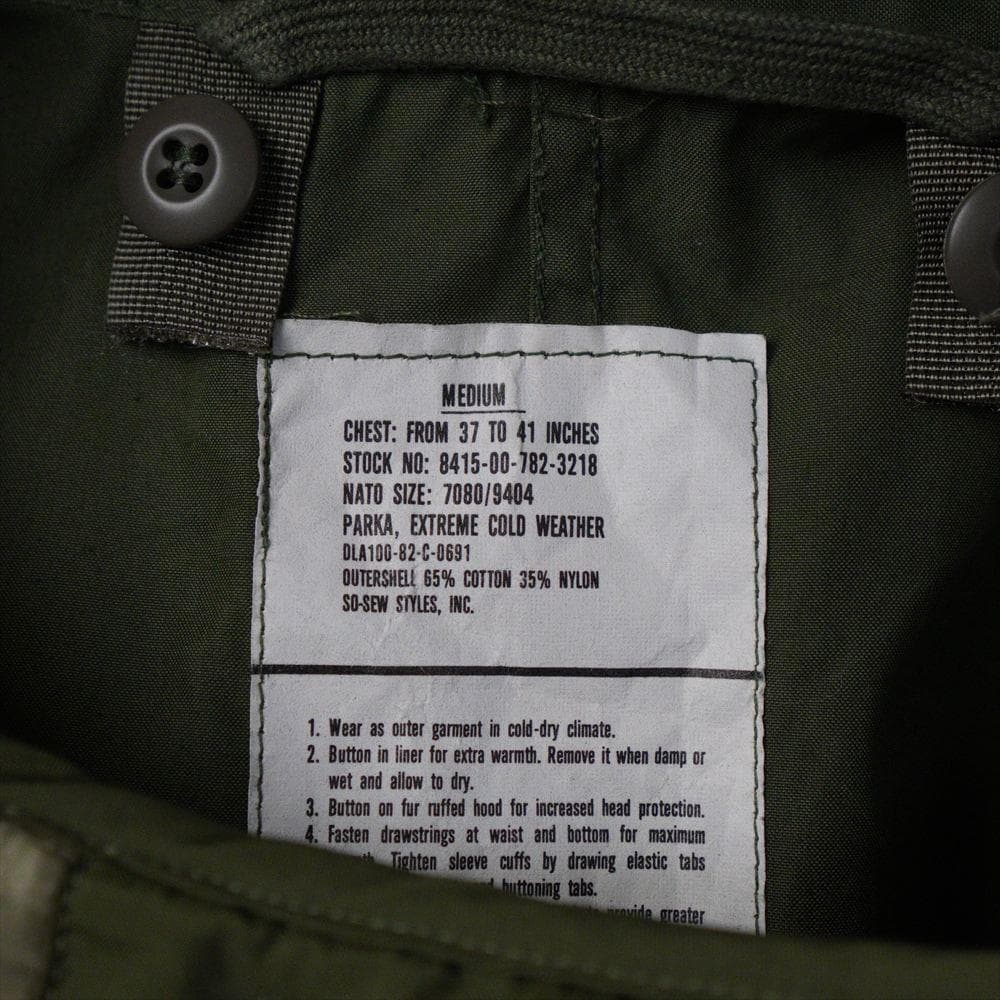 MEDIUM
CHEST: FROM 37 TO 41 INCHES
STOCK NO: 8415-00-782-3218
NATO SIZE: 7080/9404
PARKA, EXTREME COLD WEATHER
DLA100-82-C-0691
OUTERSHELL 65% COTTON 35% NYLON
SO-SEW STYLES, INC.
1. Wear as outer garment in cold-dry climate.
2. Button in liner for extra warmth. Remove it when damp or
wet and allow to dry.
3. Button on fur ruffed hood for increased head protection.
4. Fasten drawstrings at waist and bottom for maximum
Tighten sleeve cuffs by drawing elastic tabs
buttoning tabs.
provide greater